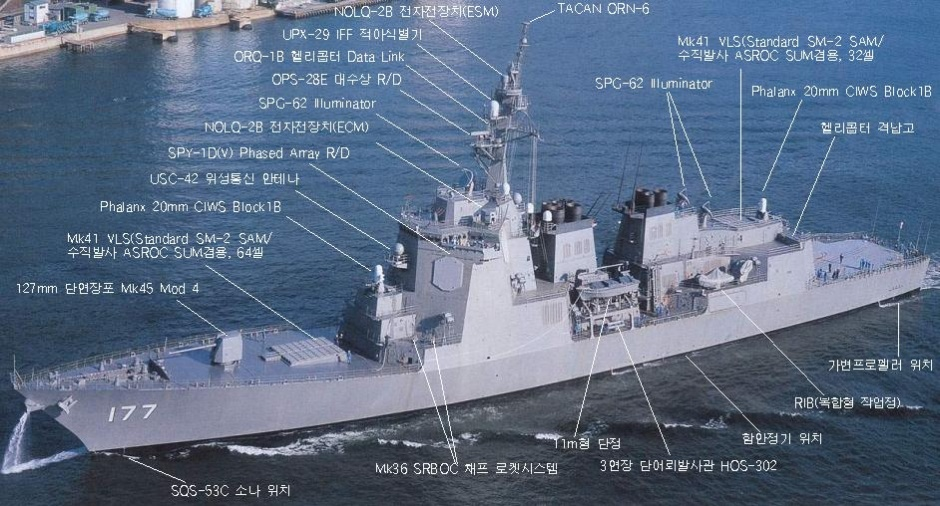 NOLQ-2B 전자전장치(ESM)
TACAN ORN-6
UPX-29 IFF 적아식별기
ORQ-1B 헬리콥터 Data Link
OPS-28E 대수상 R/D
SPG-62 Illuminator
NOLQ-2B 전자전장치(ECM)
SPY-1D(V) Phased Array R/D
USC-42 위성통신 안테나
Phalanx 20mm CIWS Block1B
Mk41 VLS(Standard SM-2 SAM/
수직발사 ASROC SUM겸용, 64셀
127mm 단연장포 Mk45 Mod 4
Mk41 VLS(Standard SM-2 SAM/
수직발사 ASROC SUM겸용, 32셀
SPG-62 Illuminator
Phalanx 20mm CIWS Block1B
헬리콥터 격납고
가변프로펠러 위치
RIB(복합형 작업정)
함안정기 위치
11m형 단정
3연장 단어뢰발사관 HOS-302
Mk36 SRBOC 채프 로켓시스템
SQS-53C 소나 위치
177